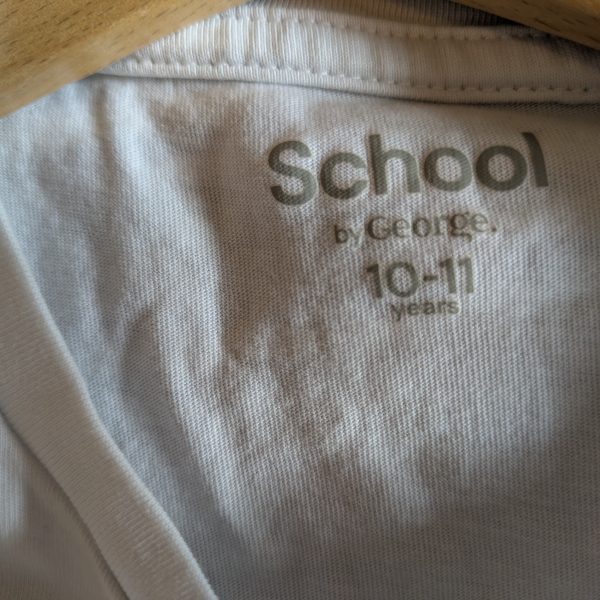 School
by George.
10-11
years